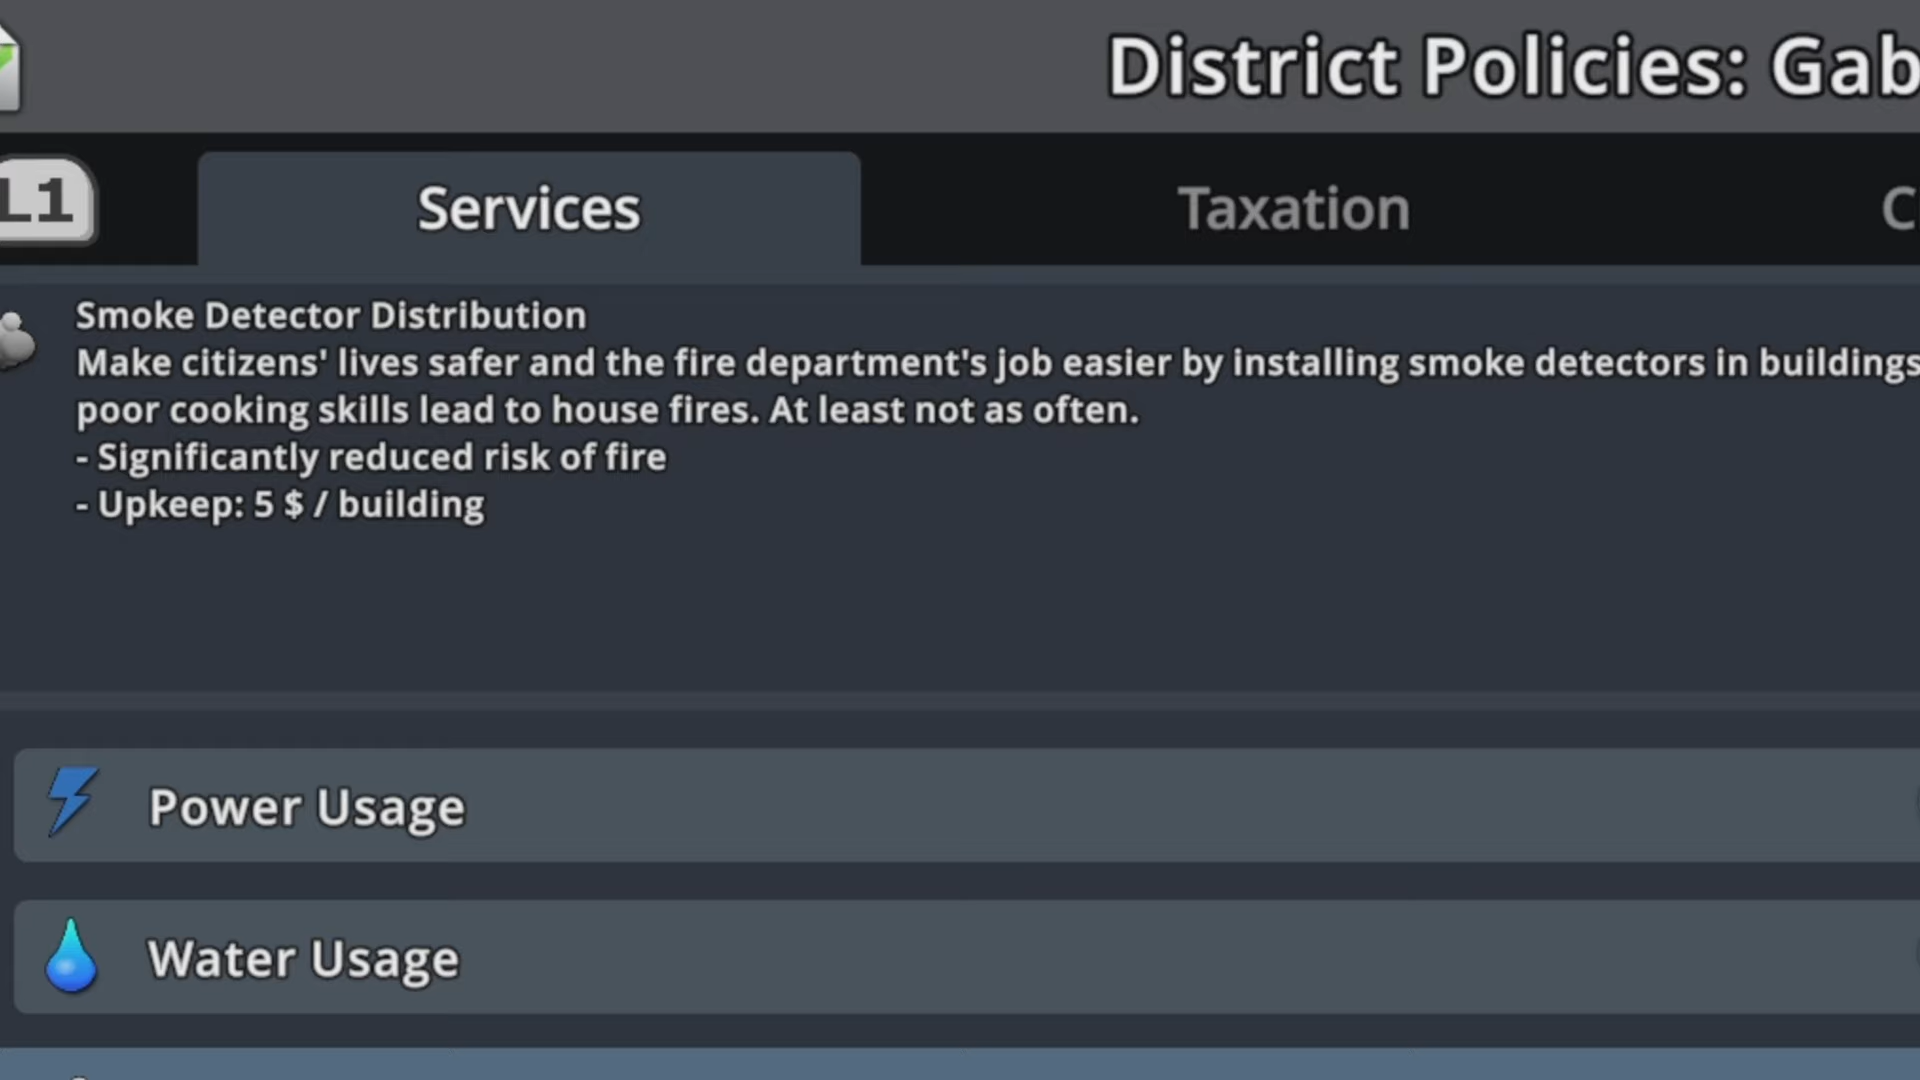 District Policies: Gab
L1
Services
Taxation
C
Smoke Detector Distribution
Make citizens' lives safer and the fire department's job easier by installing smoke detectors in buildings
poor cooking skills lead to house fires. At least not as often.
- Significantly reduced risk of fire
- Upkeep: 5 $ / building
Power Usage
Water Usage